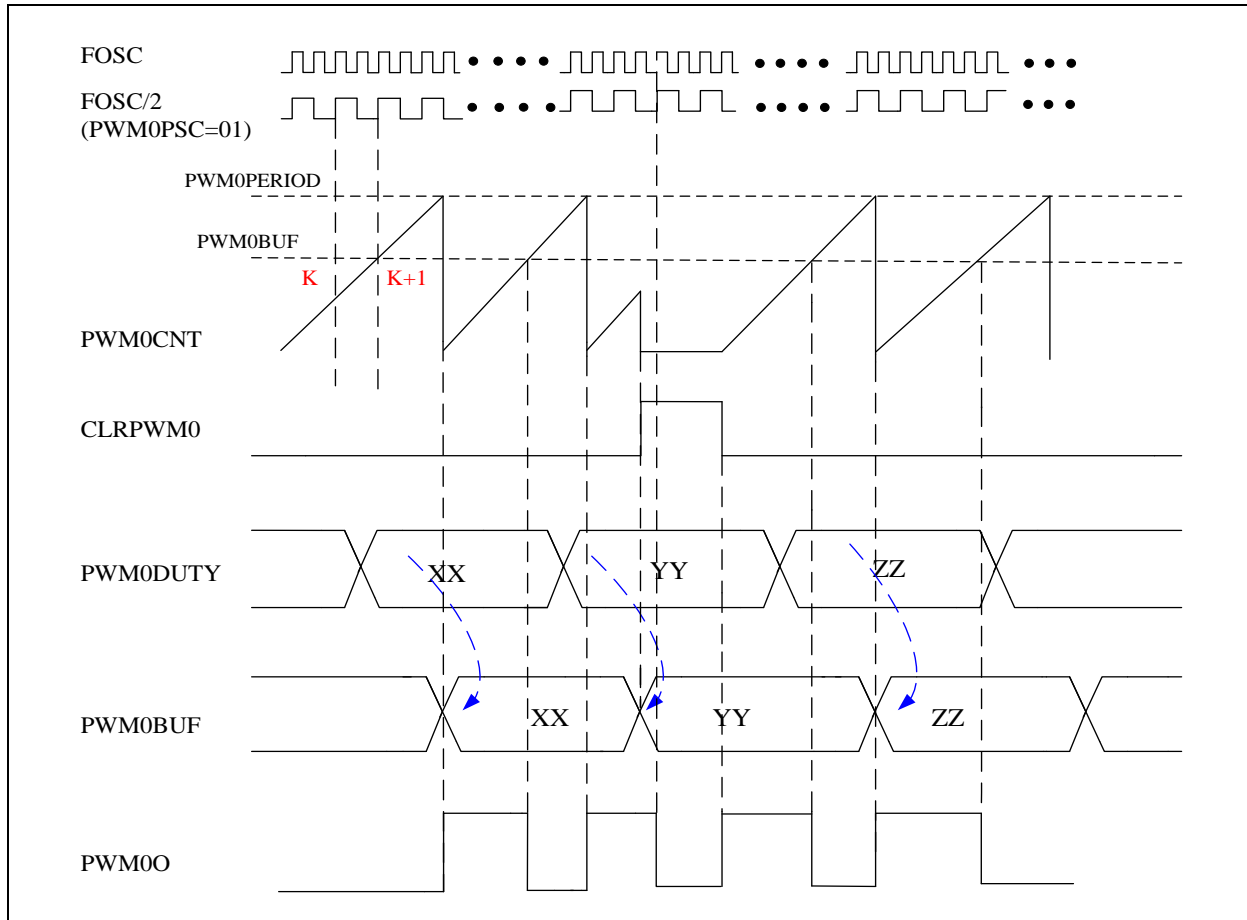 FOSC
FOSC/2
(PWM0PSC=01)
PWM0PERIOD
PWM0BUF
K K+1
PWM0CNT
CLRPWM0
PWM0DUTY XX YY ZZ
PWM0BUF XX YY ZZ
PWM0O